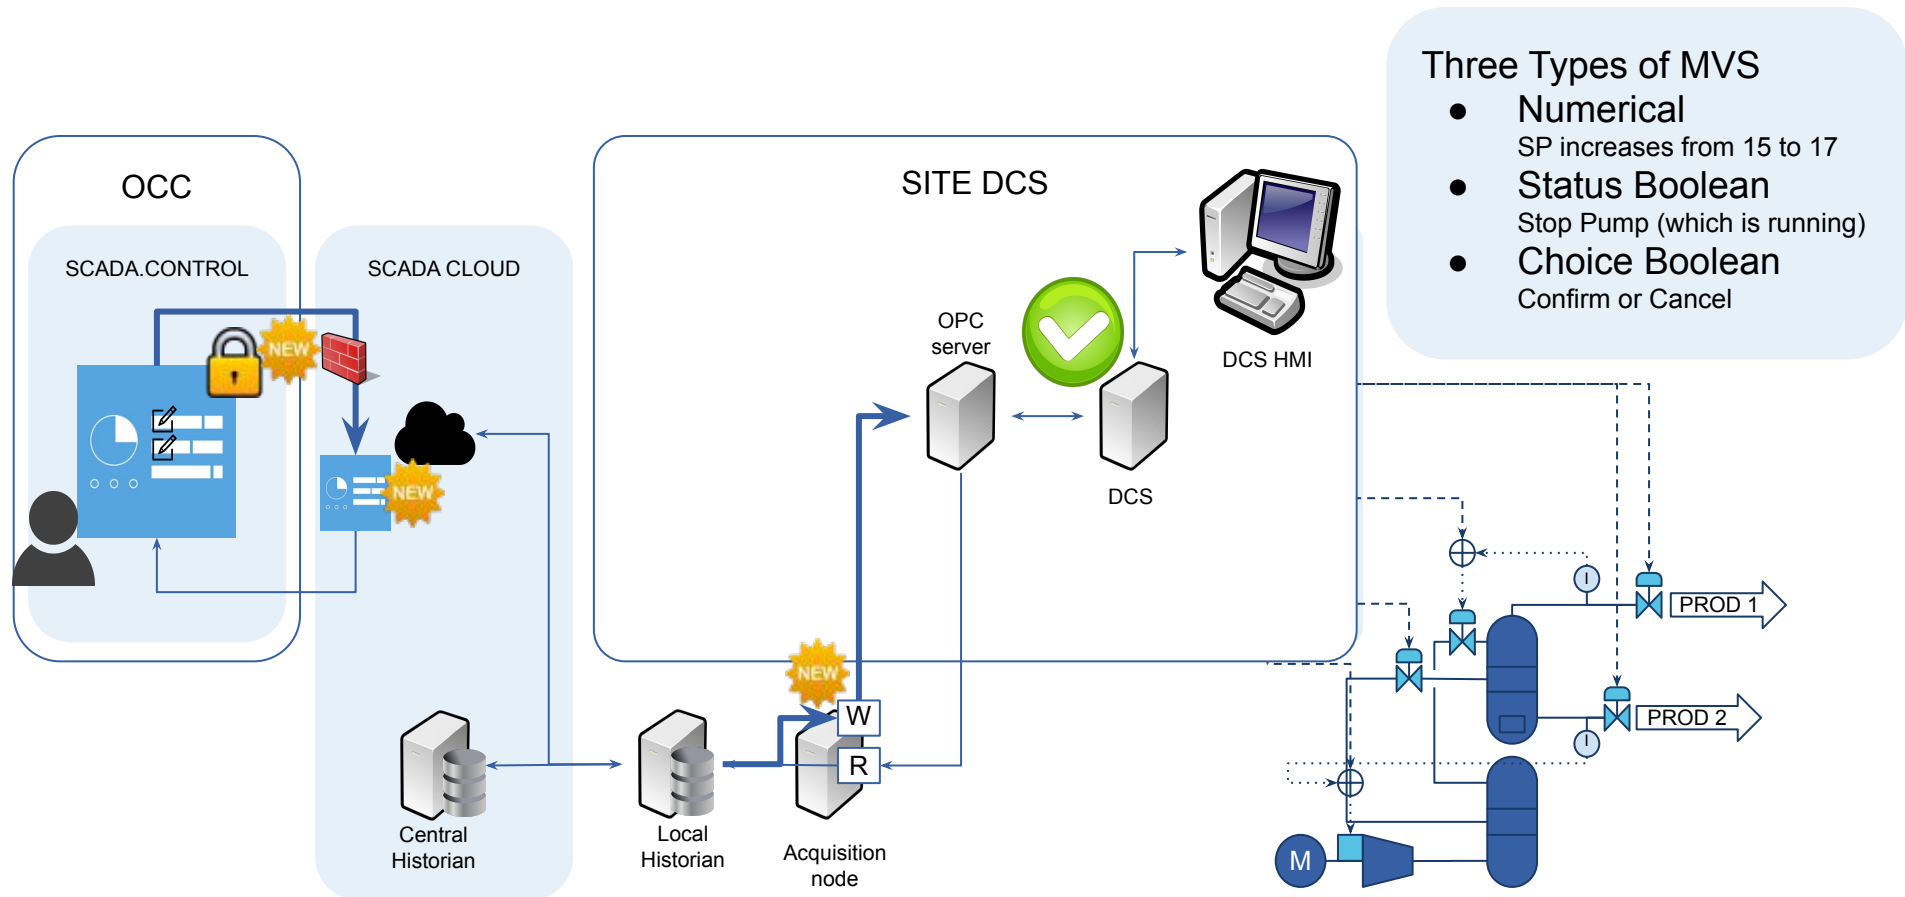 Three Types of MVS
● Numerical
SP increases from 15 to 17
● Status Boolean
Stop Pump (which is running)
● Choice Boolean
Confirm or Cancel
OCC
SCADA.CONTROL
NEW
SCADA CLOUD
NEW
SITE DCS
OPC
server
DCS
DCS HMI
NEW
W
R
Central
Historian
Local
Historian
Acquisition
node
I
PROD 1
PROD 2
I
M